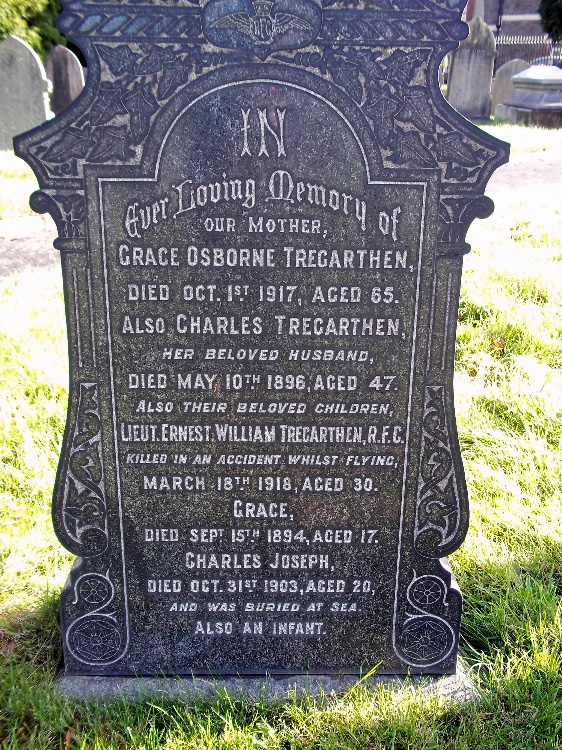 RFC
IN
Ever Loving Memory of
OUR MOTHER,
GRACE OSBORNE TREGARTHEN,
DIED OCT. 1ST 1917, AGED 65.
ALSO CHARLES TREGARTHEN,
HER BELOVED HUSBAND,
DIED MAY 10TH 1896, AGED 47.
ALSO THEIR BELOVED CHILDREN,
LIEUT. ERNEST, WILLIAM TREGARTHEN, R.F.C.
KILLED IN AN ACCIDENT WHILST FLYING,
MARCH 18TH 1918, AGED 30.
GRACE,
DIED SEPT 15TH 1894, AGED 17.
CHARLES JOSEPH,
DIED OCT. 31ST 1903, AGED 20,
AND WAS BURIED AT SEA.
ALSO AN INFANT.